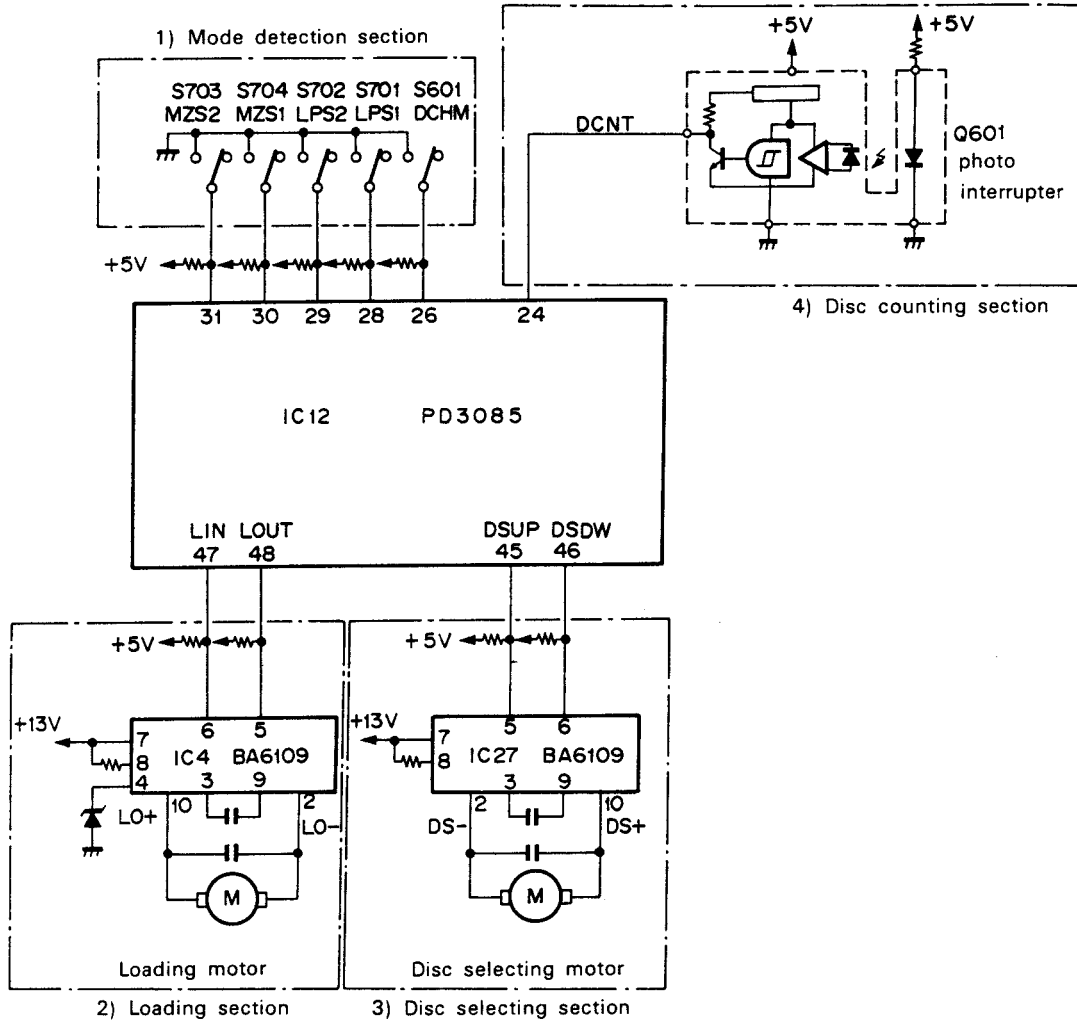 1) Mode detection section
S703 S704 S702 S701 S601
MZS2 MZS1 LPS2 LPS1 DCHM
+5V
31 30 29 28 26 24
+5V +5V
DCNT
Q601
photo
interrupter
4) Disc counting section
IC12 PD3085
LIN LOUT DSUP DSDW
47 48 45 46
+5V
+13V
6 5
7
8
4
IC4 BA6109
3 9
10 2
LO+ LO-
M
Loading motor
2) Loading section
+5V
+13V
5 6
7
8
IC27 BA6109
3 9
2 10
DS- DS+
M
Disc selecting motor
3) Disc selecting section